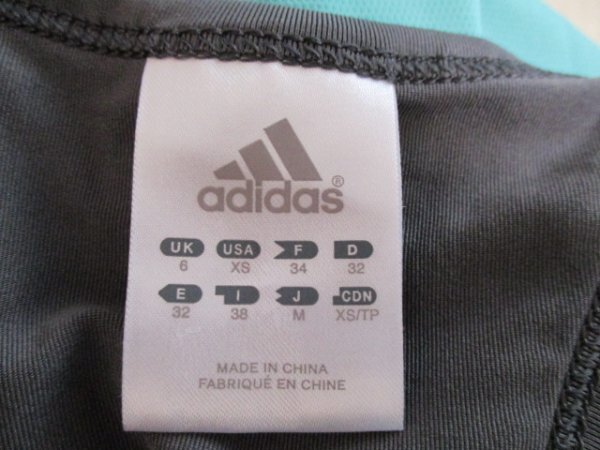 adidas®
UK USA F D
6 XS 34 32
E I J CDN
32 38 M XS/TP
MADE IN CHINA
FABRIQUÉ EN CHINE